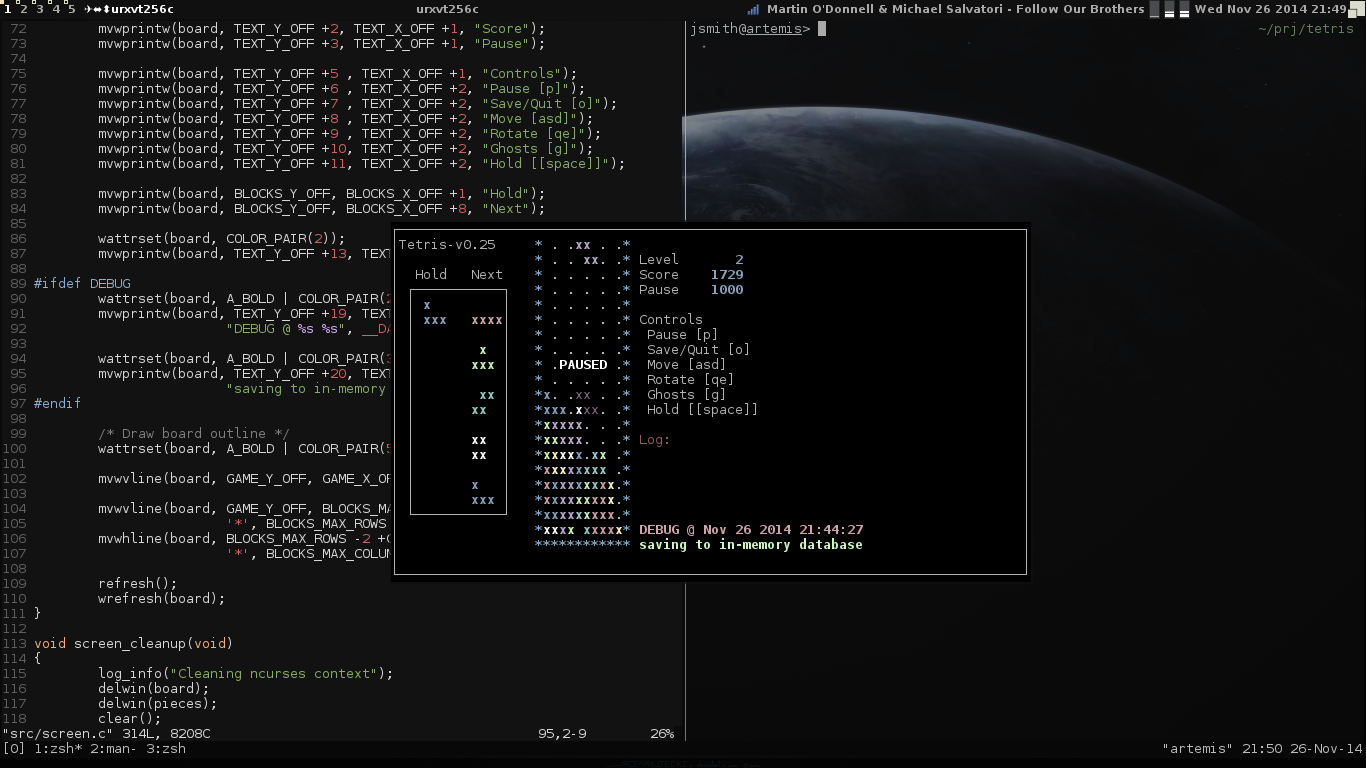 1 2 3 4 5 urxvt256c urxvt256c Martin O'Donnell & Michael Salvatori - Follow Our Brothers Wed Nov 26 2014 21:49
72 mvwprintw(board, TEXT_Y_OFF +2, TEXT_X_OFF +1, "Score");
73 mvwprintw(board, TEXT_Y_OFF +3, TEXT_X_OFF +1, "Pause");
74
75 mvwprintw(board, TEXT_Y_OFF +5 , TEXT_X_OFF +1, "Controls");
76 mvwprintw(board, TEXT_Y_OFF +6 , TEXT_X_OFF +2, "Pause [p]");
77 mvwprintw(board, TEXT_Y_OFF +7 , TEXT_X_OFF +2, "Save/Quit [o]");
78 mvwprintw(board, TEXT_Y_OFF +8 , TEXT_X_OFF +2, "Move [asd]");
79 mvwprintw(board, TEXT_Y_OFF +9 , TEXT_X_OFF +2, "Rotate [qe]");
80 mvwprintw(board, TEXT_Y_OFF +10, TEXT_X_OFF +2, "Ghosts [g]");
81 mvwprintw(board, TEXT_Y_OFF +11, TEXT_X_OFF +2, "Hold [[space]]");
82
83 mvwprintw(board, BLOCKS_Y_OFF, BLOCKS_X_OFF +1, "Hold");
84 mvwprintw(board, BLOCKS_Y_OFF, BLOCKS_X_OFF +8, "Next");
85
86 wattrset(board, COLOR_PAIR(2));
87 mvwprintw(board, TEXT_Y_OFF +13, TEXT
88
89 #ifdef DEBUG
90 wattrset(board, A_BOLD | COLOR_PAIR(2
91 mvwprintw(board, TEXT_Y_OFF +19, TEXT
92 "DEBUG @ %s %s", __DA
93
94 wattrset(board, A_BOLD | COLOR_PAIR(3
95 mvwprintw(board, TEXT_Y_OFF +20, TEXT
96 "saving to in-memory
97 #endif
98
99 /* Draw board outline */
100 wattrset(board, A_BOLD | COLOR_PAIR(5
101
102 mvwvline(board, GAME_Y_OFF, GAME_X_OF
103
104 mvwvline(board, GAME_Y_OFF, BLOCKS_MA
105 '*', BLOCKS_MAX_ROWS
106 mvwhline(board, BLOCKS_MAX_ROWS -2 +G
107 '*', BLOCKS_MAX_COLUM
108
109 refresh();
110 wrefresh(board);
111 }
112
113 void screen_cleanup(void)
114 {
115 log_info("Cleaning ncurses context");
116 delwin(board);
117 delwin(pieces);
118 clear();
"src/screen.c" 314L, 8208C 95,2-9 26%
jsmith@artemis> ~/prj/tetris
Tetris-v0.25 * . .xx . .*
* . . xx. .* Level 2
Hold Next * . . . . .* Score 1729
* . . . . .* Pause 1000
x * . . . . .*
xxx xxxx * . . . . .* Controls
* . . . . .* Pause [p]
x * . . . . .* Save/Quit [o]
xxx * .PAUSED .* Move [asd]
* . . . . .* Rotate [qe]
xx *x. .xx . .* Ghosts [g]
xx *xxx.xxx. .* Hold [[space]]
*xxxxx. . .*
xx *xxxxx. . .* Log:
xx *xxxxx.xx .*
*xxxxxxxx .*
x *xxxxxxxxx.*
xxx *xxxxxxxxx.*
*xxxxxxxxx.*
*xxxx xxxxx* DEBUG @ Nov 26 2014 21:44:27
************ saving to in-memory database
[0] 1:zsh* 2:man- 3:zsh "artemis" 21:50 26-Nov-14